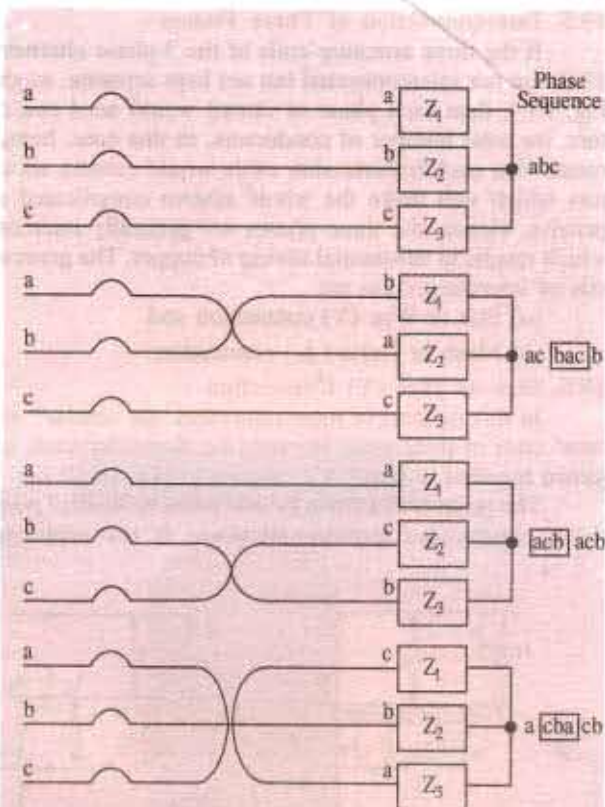 Phase
Sequence
a a Z₁
b b Z₂ abc
c c Z₃
a b Z₁
b a Z₂ ac bac b
c c Z₃
a a Z₁
b c Z₂ acb acb
c b Z₃
a c Z₁
b b Z₂ a cba cb
c a Z₃